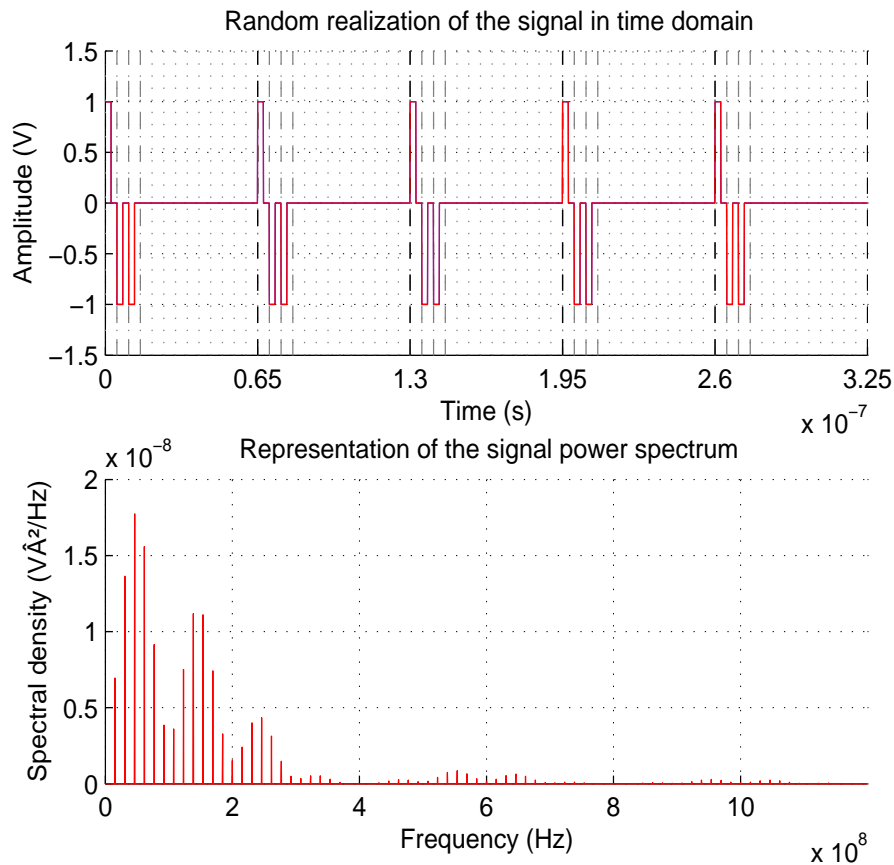 Random realization of the signal in time domain
1.5
1
0.5
0
−0.5
−1
−1.5
Amplitude (V)
0 0.65 1.3 1.95 2.6 3.25
Time (s)
x 10⁻⁷
Representation of the signal power spectrum
x 10⁻⁸
2
1.5
1
0.5
0
Spectral density (VÂ²/Hz)
0 2 4 6 8 10
Frequency (Hz)
x 10⁸